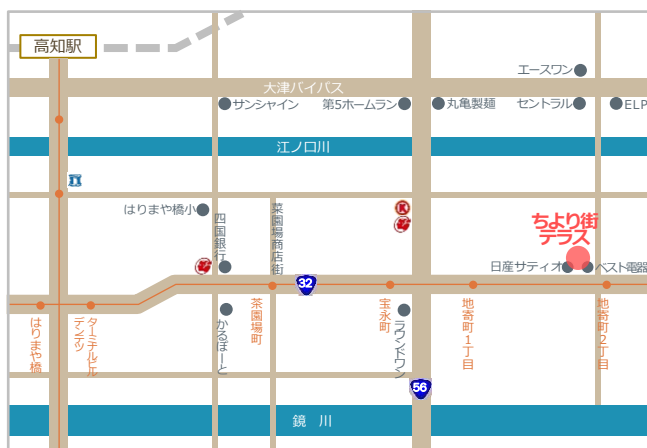 高知駅
エースワン
大津バイパス
サンシャイン
第5ホームラン
丸亀製麺
セントラル
ELP
江ノ口川
はりまや橋小
四国銀行
菜園場商店街
K
ちより街
テラス
日産サティオ
ベスト電器
32
はりまや橋
デンテツ
ターミナルビル
かるぽーと
茶園場町
宝永町
ラウンドワン
地寄町1丁目
地寄町2丁目
56
鏡 川